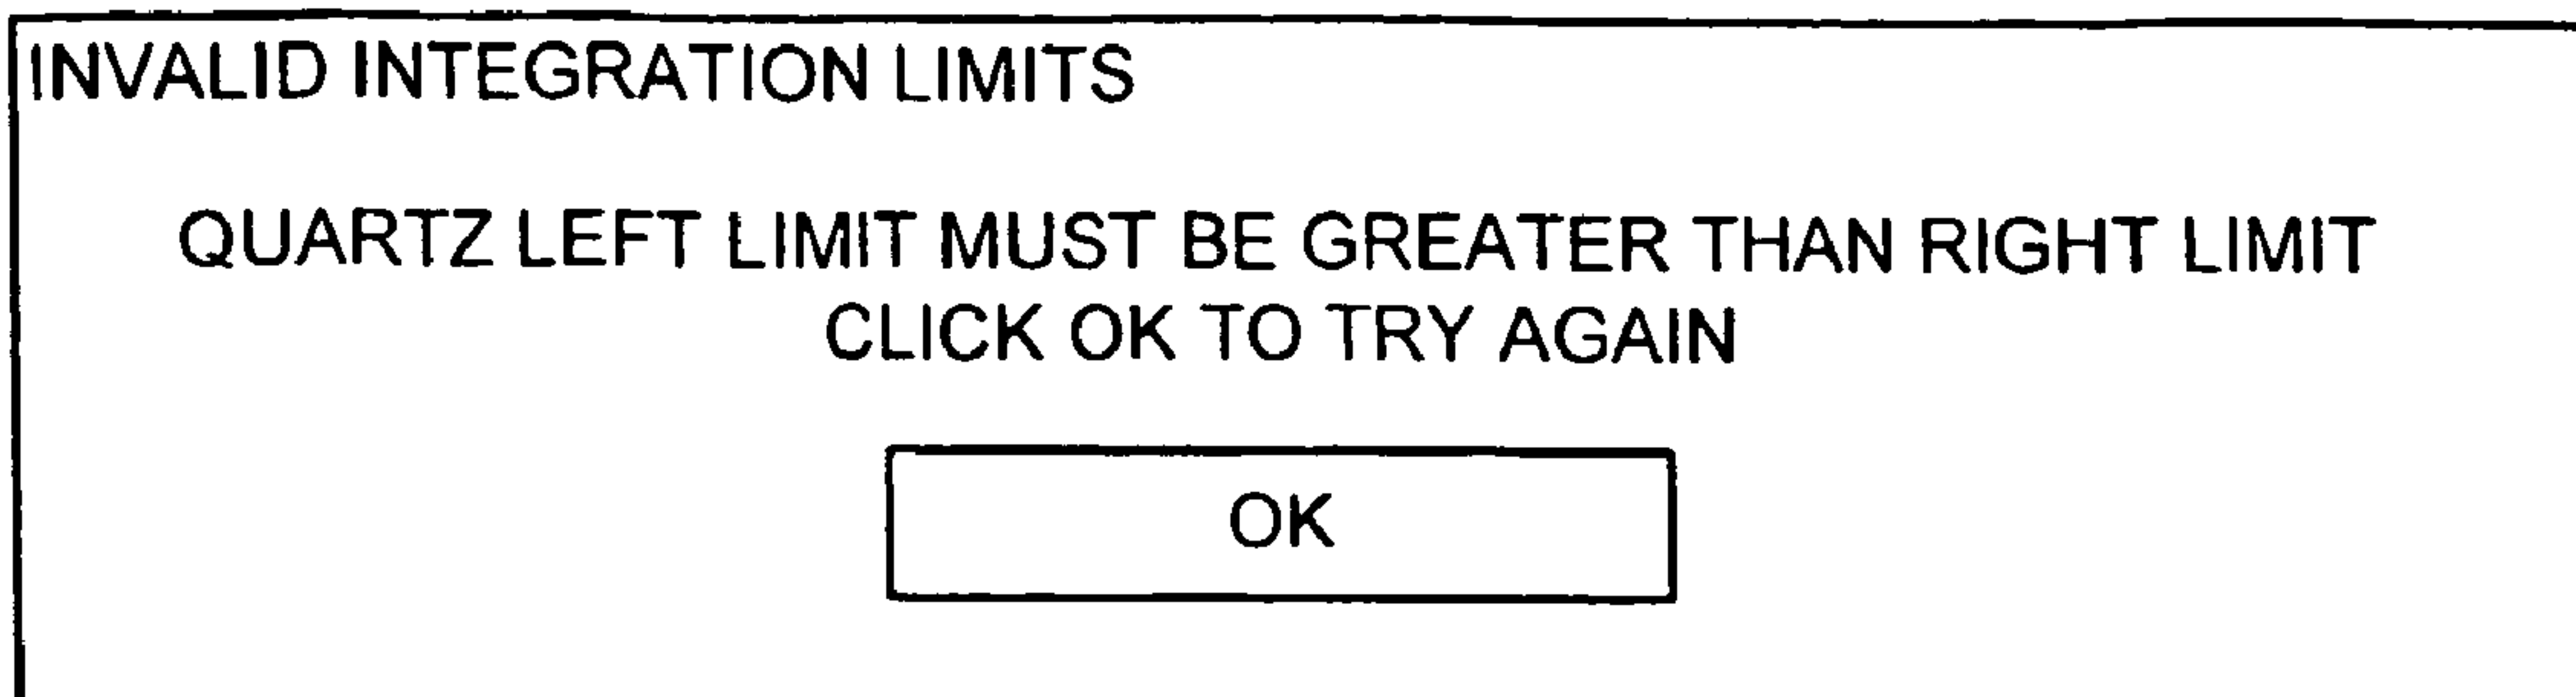 INVALID INTEGRATION LIMITS
QUARTZ LEFT LIMIT MUST BE GREATER THAN RIGHT LIMIT
CLICK OK TO TRY AGAIN
OK